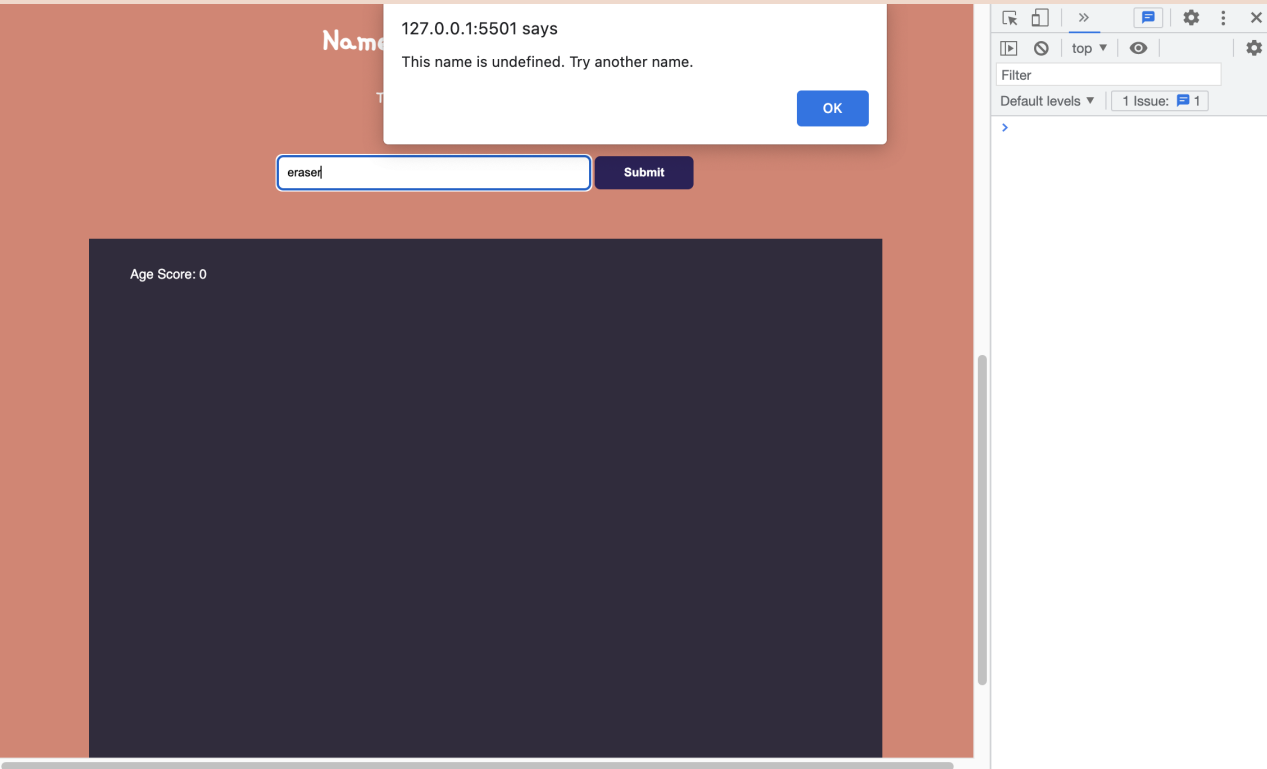 127.0.0.1:5501 says
This name is undefined. Try another name.
OK
Name
T
eraser
Submit
Age Score: 0
top
Filter
Default levels
1 Issue: 1